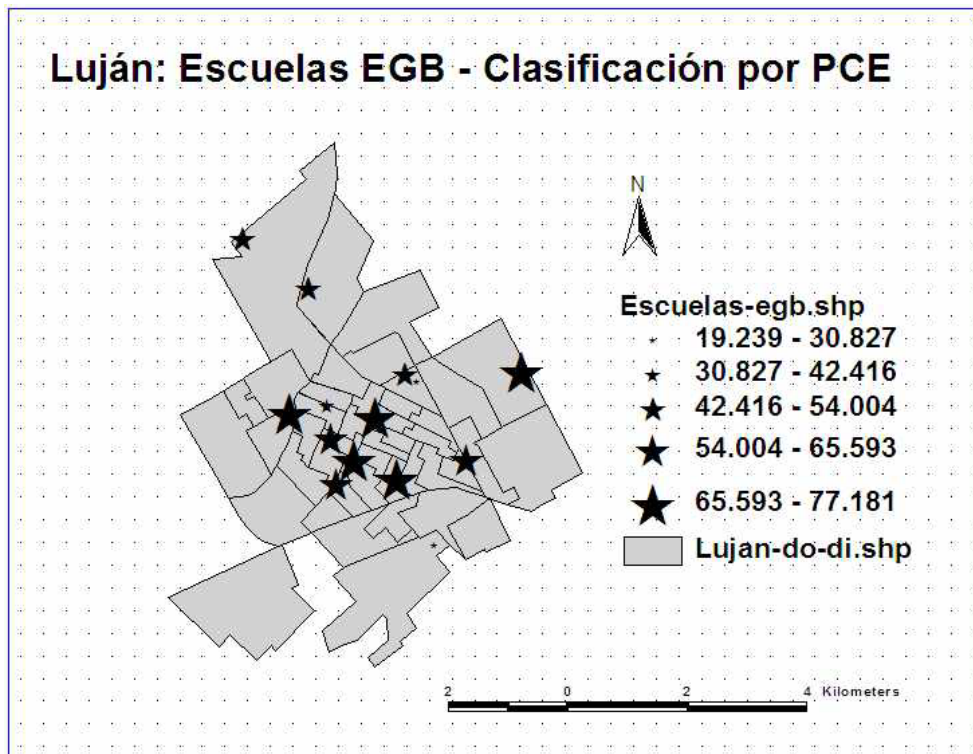 Luján: Escuelas EGB - Clasificación por PCE
N
Escuelas-egb.shp
19.239 - 30.827
30.827 - 42.416
42.416 - 54.004
54.004 - 65.593
65.593 - 77.181
Lujan-do-di.shp
2 0 2 4 Kilometers